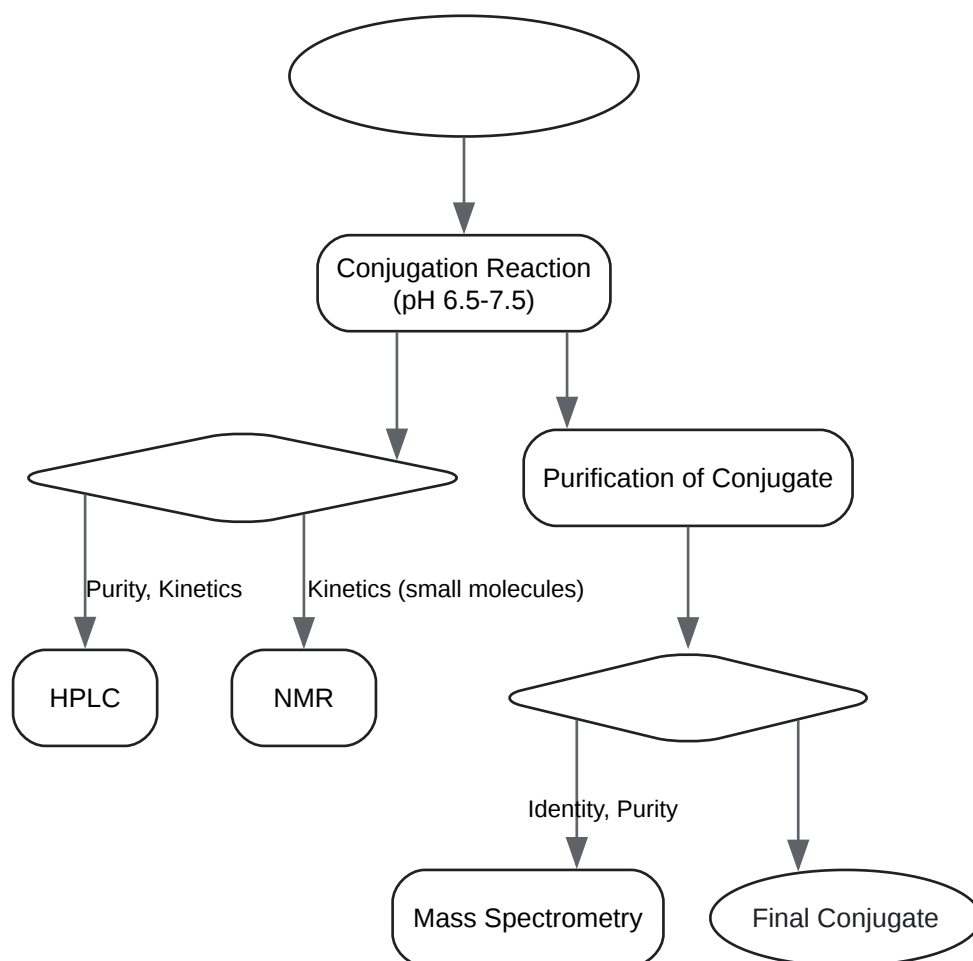 Conjugation Reaction
(pH 6.5-7.5)
Purification of Conjugate
Purity, Kinetics
Kinetics (small molecules)
HPLC
NMR
Identity, Purity
Mass Spectrometry
Final Conjugate